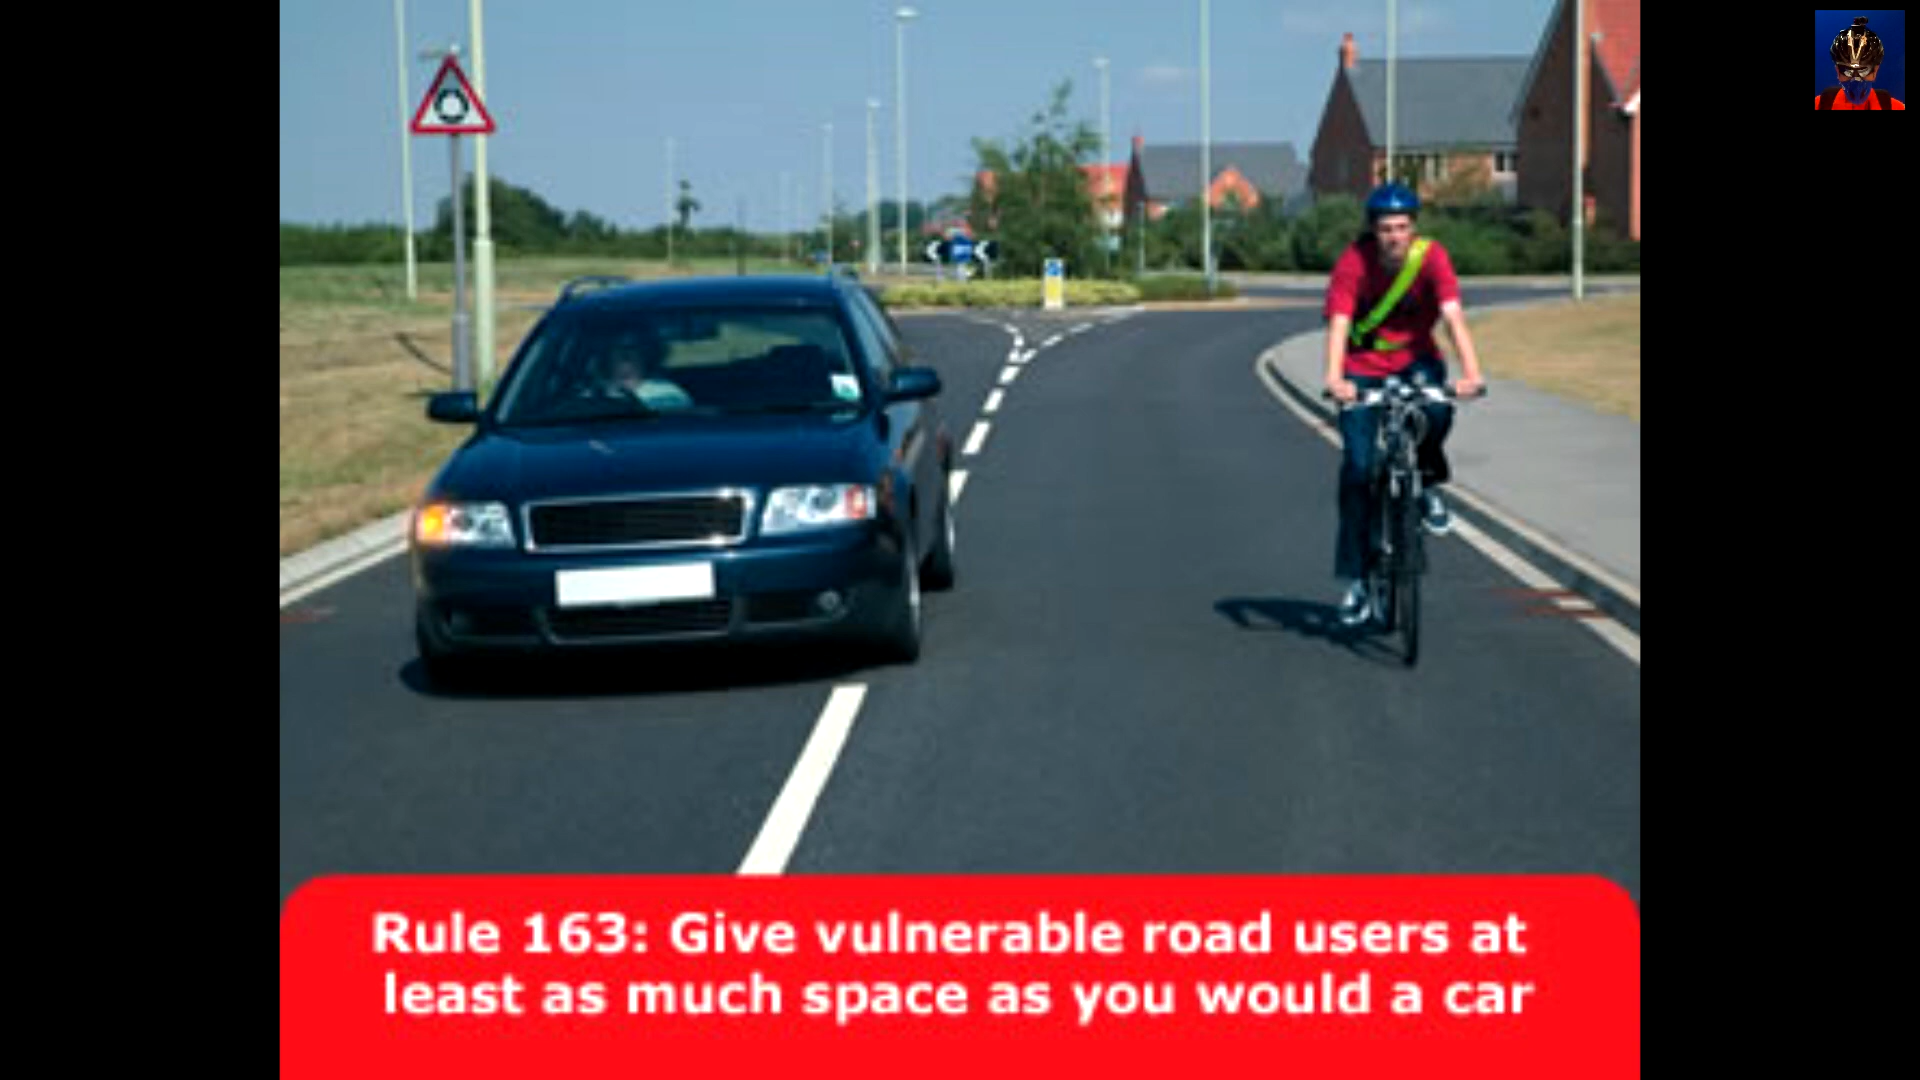 Rule 163: Give vulnerable road users at
least as much space as you would a car